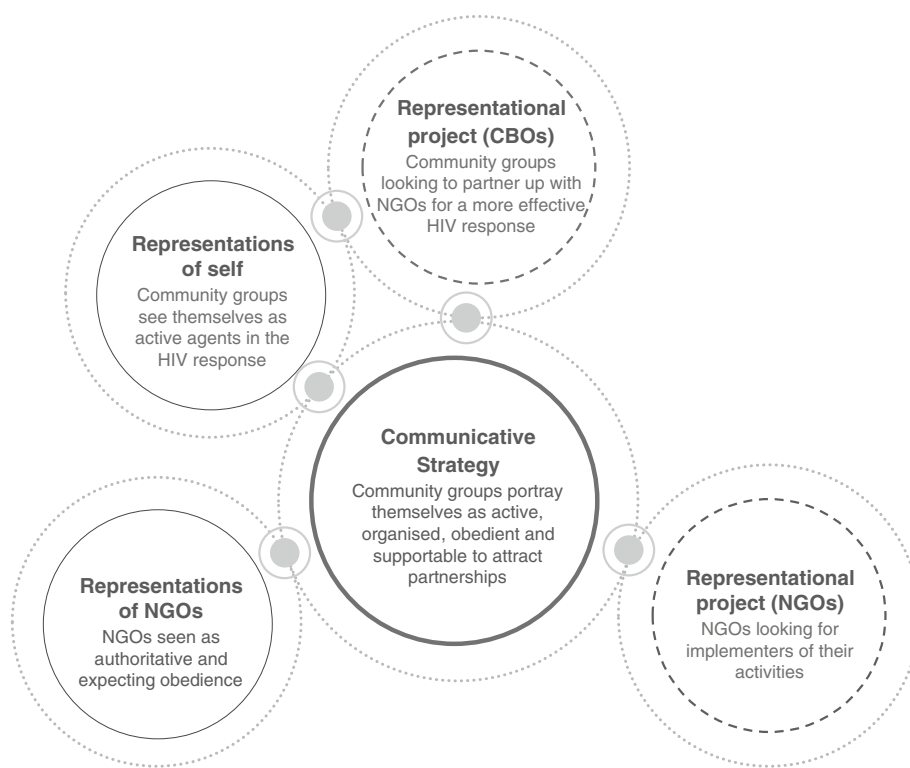 Representational
project (CBOs)
Community groups
looking to partner up with
NGOs for a more effective
HIV response
Representations
of self
Community groups
see themselves as
active agents in the
HIV response
Communicative
Strategy
Community groups portray
themselves as active,
organised, obedient and
supportable to attract
partnerships
Representations
of NGOs
NGOs seen as
authoritative and
expecting obedience
Representational
project (NGOs)
NGOs looking for
implementers of their
activities